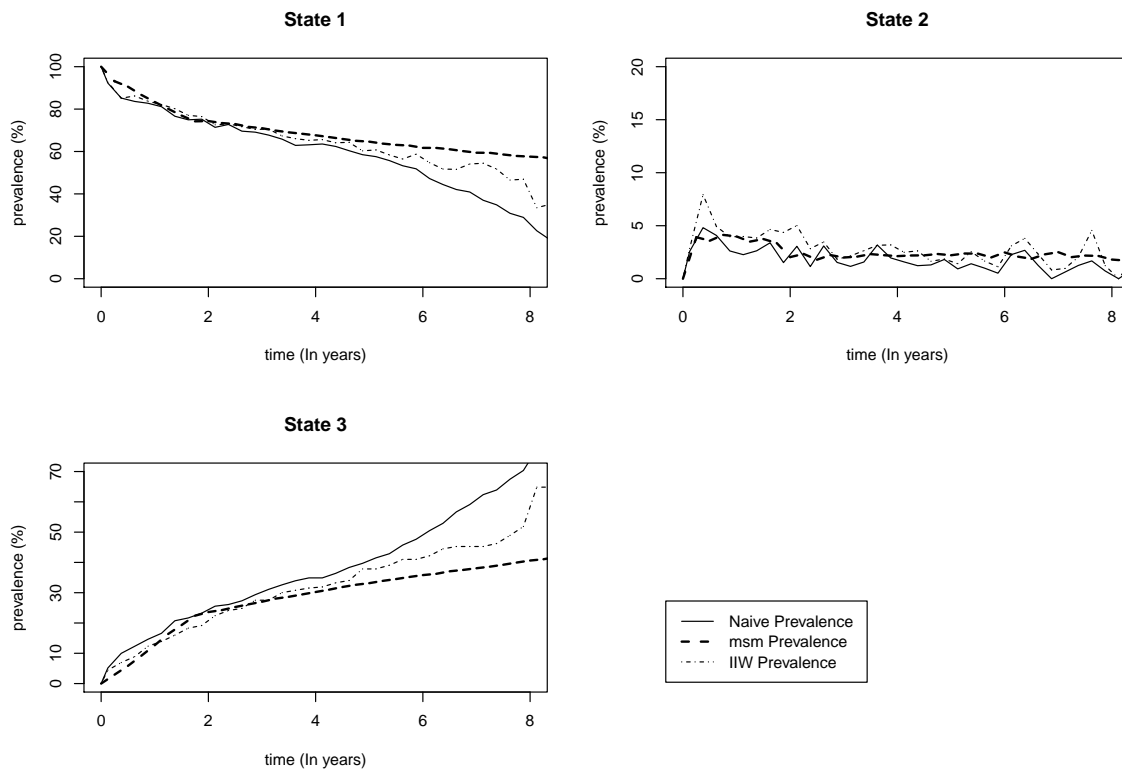 State 1
prevalence (%)
100
80
60
40
20
0
0 2 4 6 8
time (In years)
State 2
prevalence (%)
20
15
10
5
0
0 2 4 6 8
time (In years)
State 3
prevalence (%)
70
50
30
10
0
0 2 4 6 8
time (In years)
Naive Prevalence
msm Prevalence
IIW Prevalence